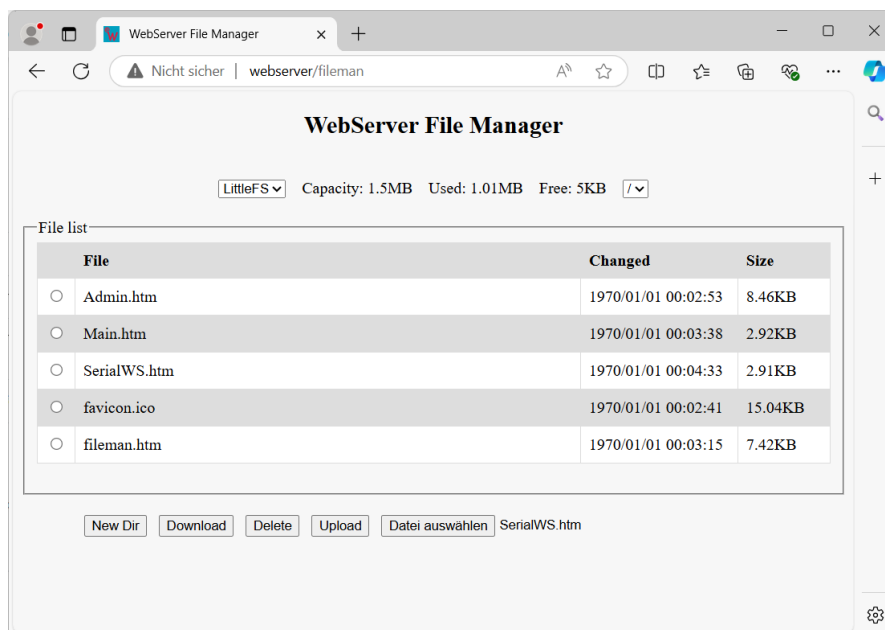 WebServer File Manager
Nicht sicher | webserver/fileman
WebServer File Manager
LittleFS Capacity: 1.5MB Used: 1.01MB Free: 5KB /
File list
File Changed Size
Admin.htm 1970/01/01 00:02:53 8.46KB
Main.htm 1970/01/01 00:03:38 2.92KB
SerialWS.htm 1970/01/01 00:04:33 2.91KB
favicon.ico 1970/01/01 00:02:41 15.04KB
fileman.htm 1970/01/01 00:03:15 7.42KB
New Dir Download Delete Upload Datei auswählen SerialWS.htm